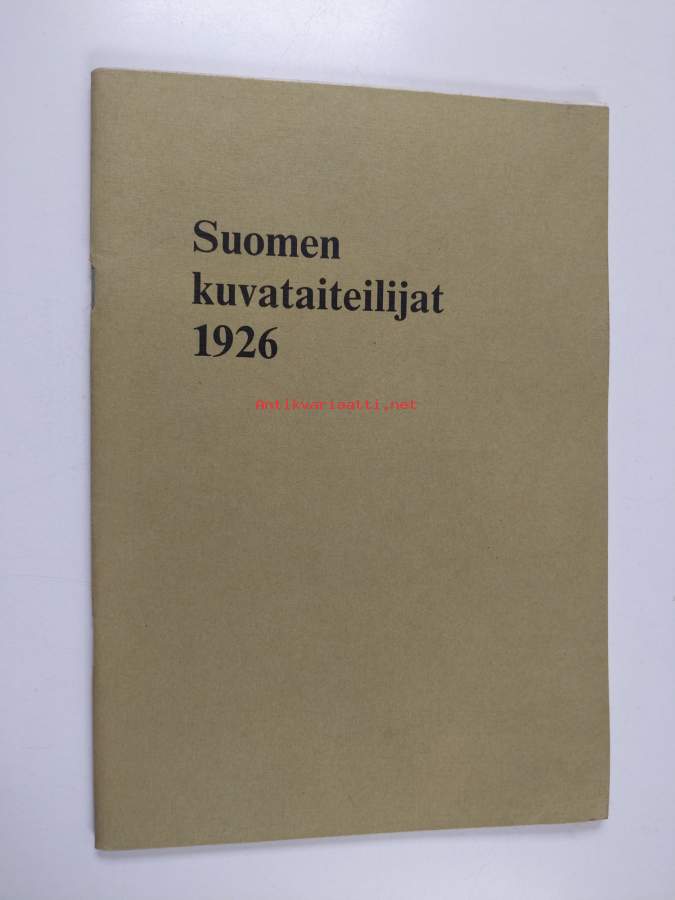 Suomen
kuvataiteilijat
1926
Antikvariaatti.net